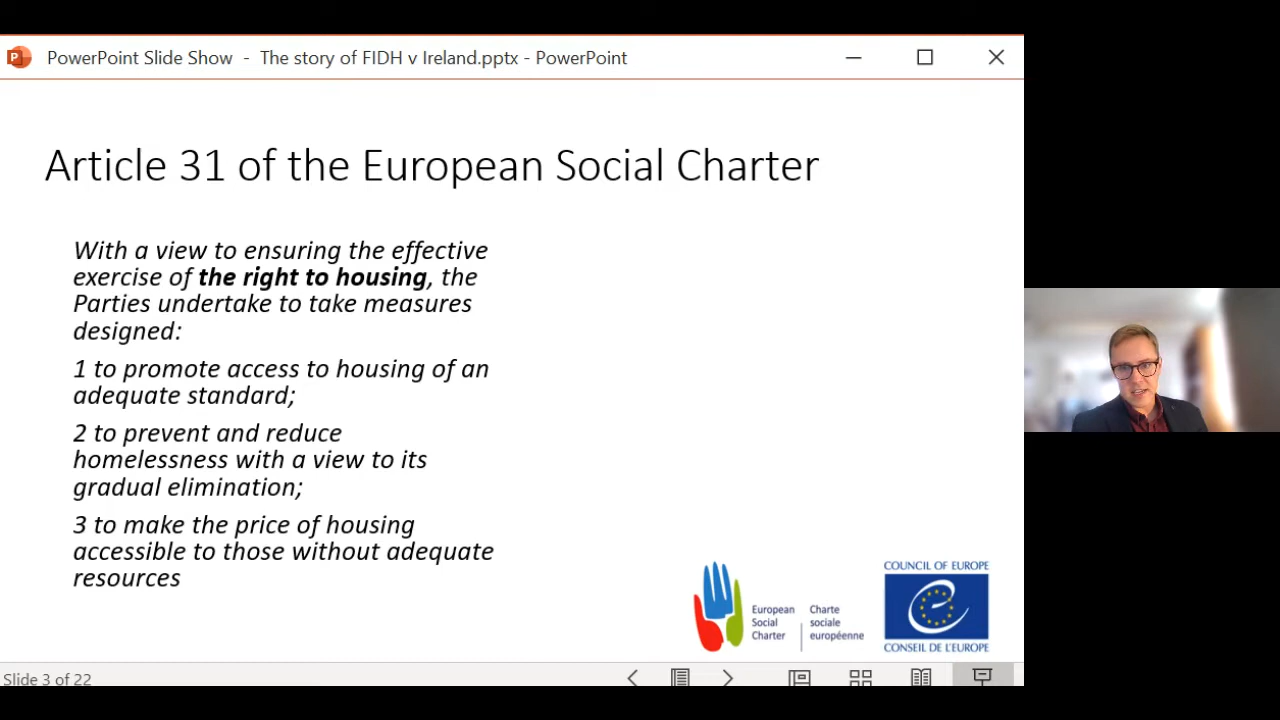 PowerPoint Slide Show - The story of FIDH v Ireland.pptx - PowerPoint
Article 31 of the European Social Charter
With a view to ensuring the effective
exercise of the right to housing, the
Parties undertake to take measures
designed:
1 to promote access to housing of an
adequate standard;
2 to prevent and reduce
homelessness with a view to its
gradual elimination;
3 to make the price of housing
accessible to those without adequate
resources
European
Social
Charter
Charte
sociale
européenne
COUNCIL OF EUROPE
CONSEIL DE L'EUROPE
Slide 3 of 22